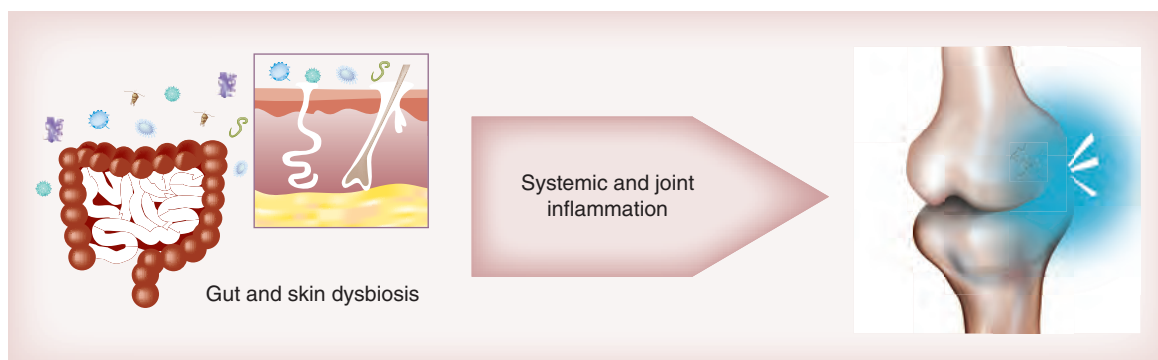 Gut and skin dysbiosis
Systemic and joint
inflammation